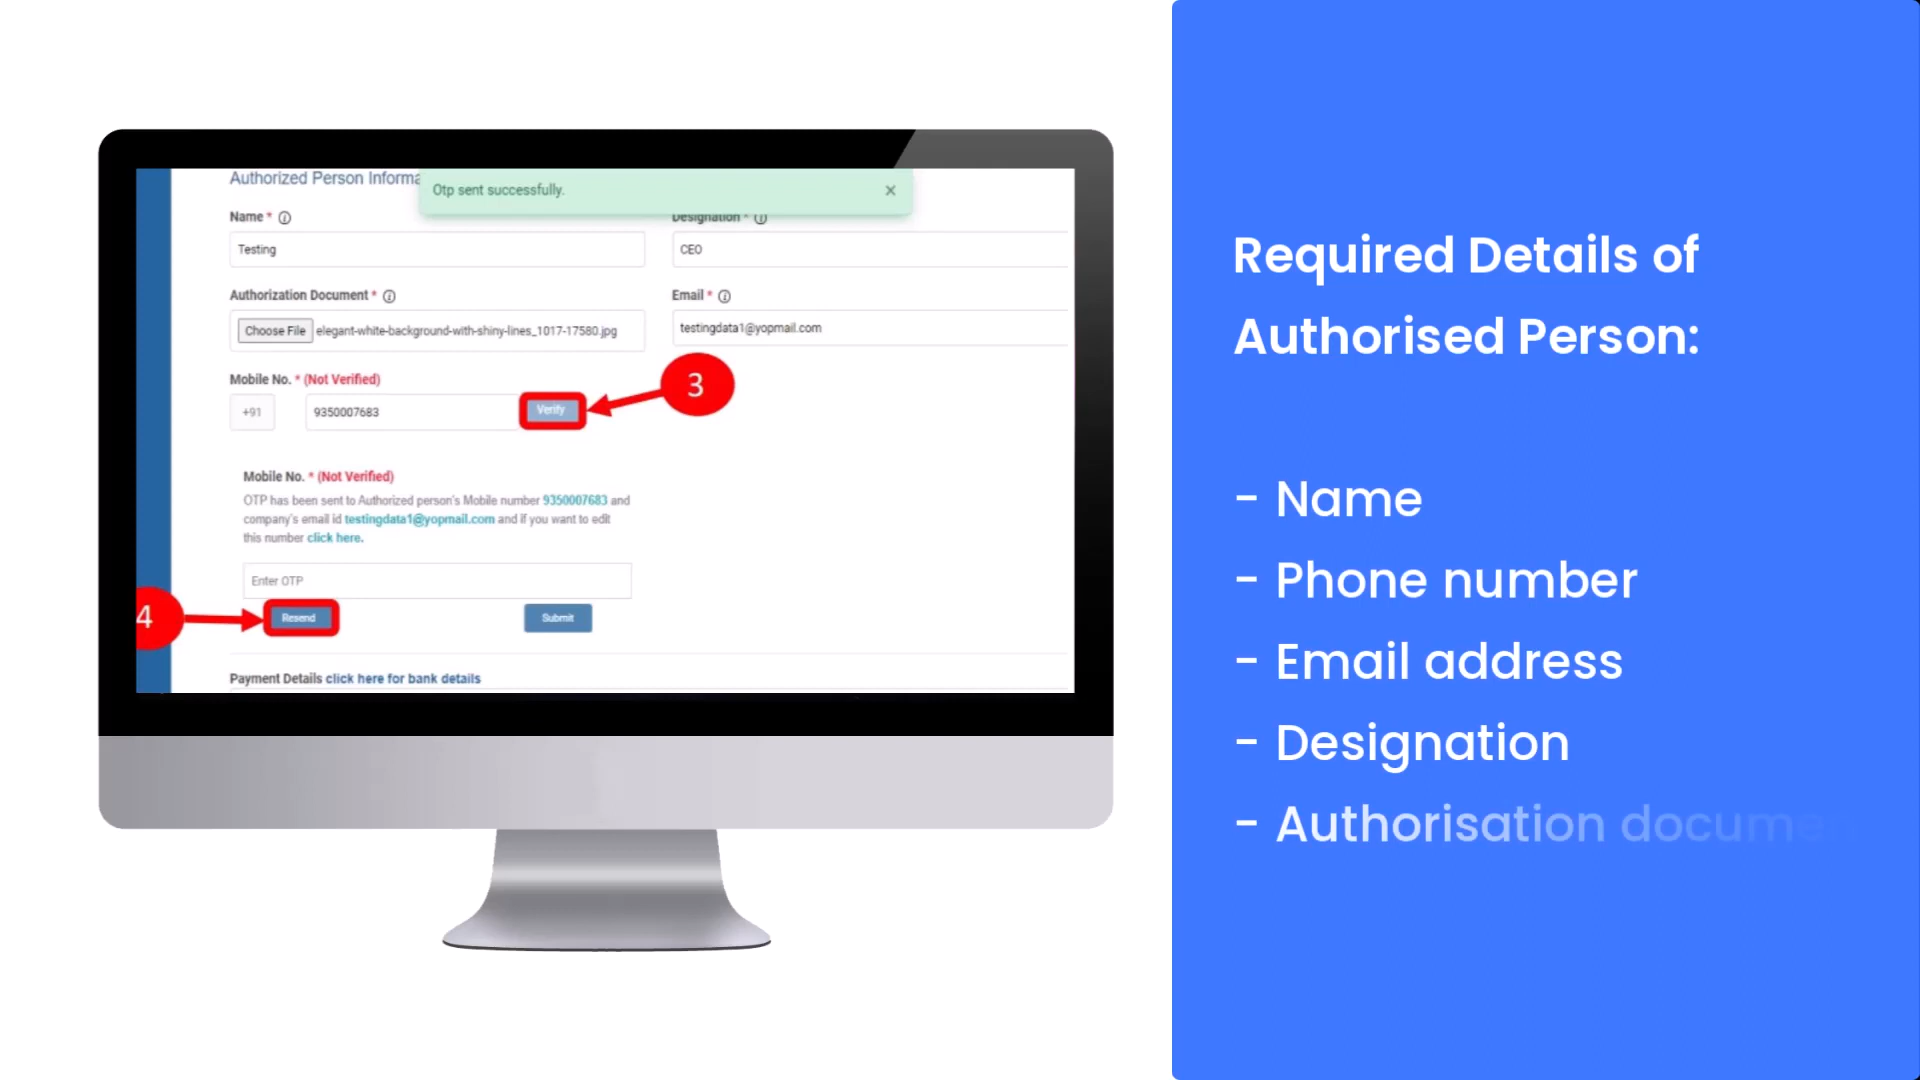 Authorized Person Informa
Otp sent successfully. ×
Name *
Designation *
Testing
CEO
Authorization Document *
Email *
Choose File elegant-white-background-with-shiny-lines_1017-17580.jpg
testingdata1@yopmail.com
Mobile No. * (Not Verified)
3
+91 9350007683 Verify
Mobile No. * (Not Verified)
OTP has been sent to Authorized person's Mobile number 9350007683 and
company's email id testingdata1@yopmail.com and if you want to edit
this number click here.
Enter OTP
4
Resend Submit
Payment Details click here for bank details
Required Details of
Authorised Person:
- Name
- Phone number
- Email address
- Designation
- Authorisation docume